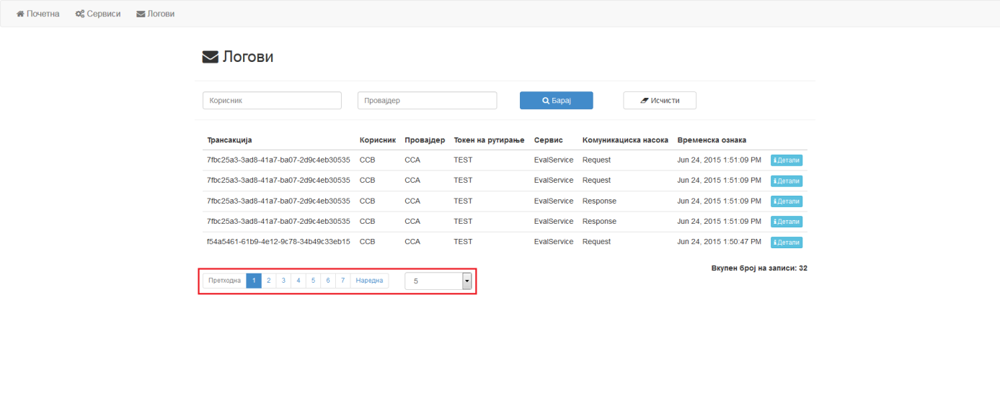 Почетна Сервиси Логови
Логови
Корисник Провајдер Барај Исчисти
Трансакција Корисник Провајдер Токен на рутирање Сервис Комуникациска насока Временска ознака
7fbc25a3-3ad8-41a7-ba07-2d9c4eb30535 CCB CCA TEST EvalService Request Jun 24, 2015 1:51:09 PM Детали
7fbc25a3-3ad8-41a7-ba07-2d9c4eb30535 CCB CCA TEST EvalService Request Jun 24, 2015 1:51:09 PM Детали
7fbc25a3-3ad8-41a7-ba07-2d9c4eb30535 CCB CCA TEST EvalService Response Jun 24, 2015 1:51:09 PM Детали
7fbc25a3-3ad8-41a7-ba07-2d9c4eb30535 CCB CCA TEST EvalService Response Jun 24, 2015 1:51:09 PM Детали
f54a5461-61b9-4e12-9c78-34b49c33eb15 CCB CCA TEST EvalService Request Jun 24, 2015 1:50:47 PM Детали
Вкупен број на записи: 32
Претходна 1 2 3 4 5 6 7 Наредна 5